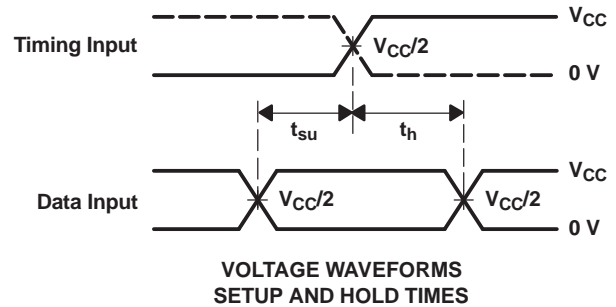 V_CC
Timing Input
V_CC/2
0 V
t_su
t_h
V_CC
Data Input
V_CC/2
V_CC/2
0 V
VOLTAGE WAVEFORMS
SETUP AND HOLD TIMES